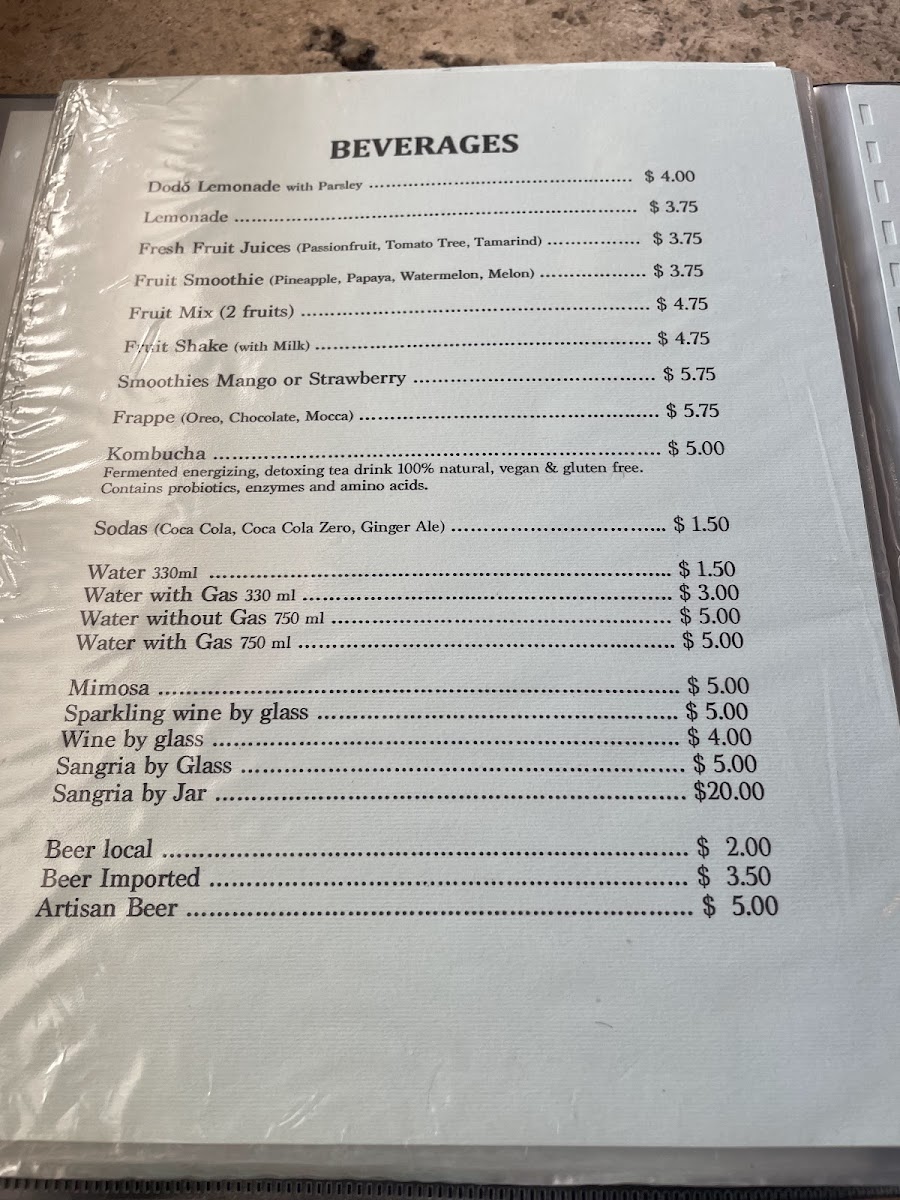 BEVERAGES
Dodó Lemonade with Parsley ........ $ 4.00
Lemonade ........ $ 3.75
Fresh Fruit Juices (Passionfruit, Tomato Tree, Tamarind) ........ $ 3.75
Fruit Smoothie (Pineapple, Papaya, Watermelon, Melon) ........ $ 3.75
Fruit Mix (2 fruits) ........ $ 4.75
Fruit Shake (with Milk) ........ $ 4.75
Smoothies Mango or Strawberry ........ $ 5.75
Frappe (Oreo, Chocolate, Mocca) ........ $ 5.75
Kombucha ........ $ 5.00
Fermented energizing, detoxing tea drink 100% natural, vegan & gluten free.
Contains probiotics, enzymes and amino acids.
Sodas (Coca Cola, Coca Cola Zero, Ginger Ale) ........ $ 1.50
Water 330ml ........ $ 1.50
Water with Gas 330 ml ........ $ 3.00
Water without Gas 750 ml ........ $ 5.00
Water with Gas 750 ml ........ $ 5.00
Mimosa ........ $ 5.00
Sparkling wine by glass ........ $ 5.00
Wine by glass ........ $ 4.00
Sangria by Glass ........ $ 5.00
Sangria by Jar ........ $20.00
Beer local ........ $ 2.00
Beer Imported ........ $ 3.50
Artisan Beer ........ $ 5.00